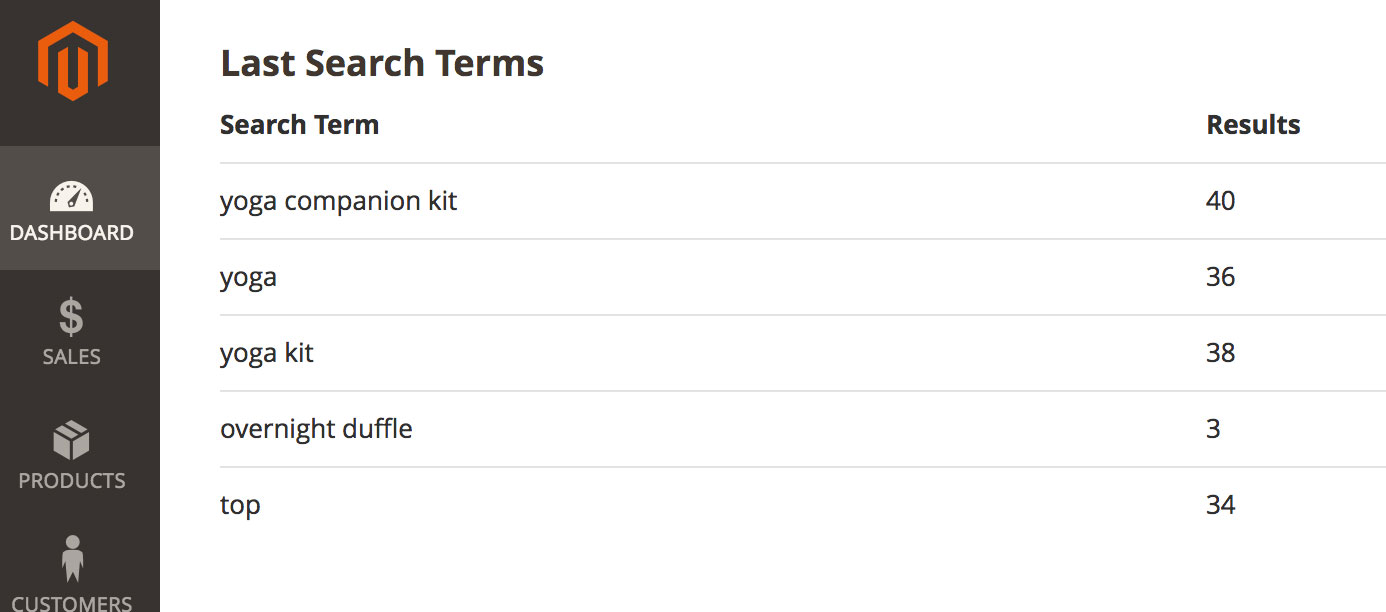 Last Search Terms
Search Term Results
yoga companion kit 40
yoga 36
yoga kit 38
overnight duffle 3
top 34
DASHBOARD
$
SALES
PRODUCTS
CUSTOMERS